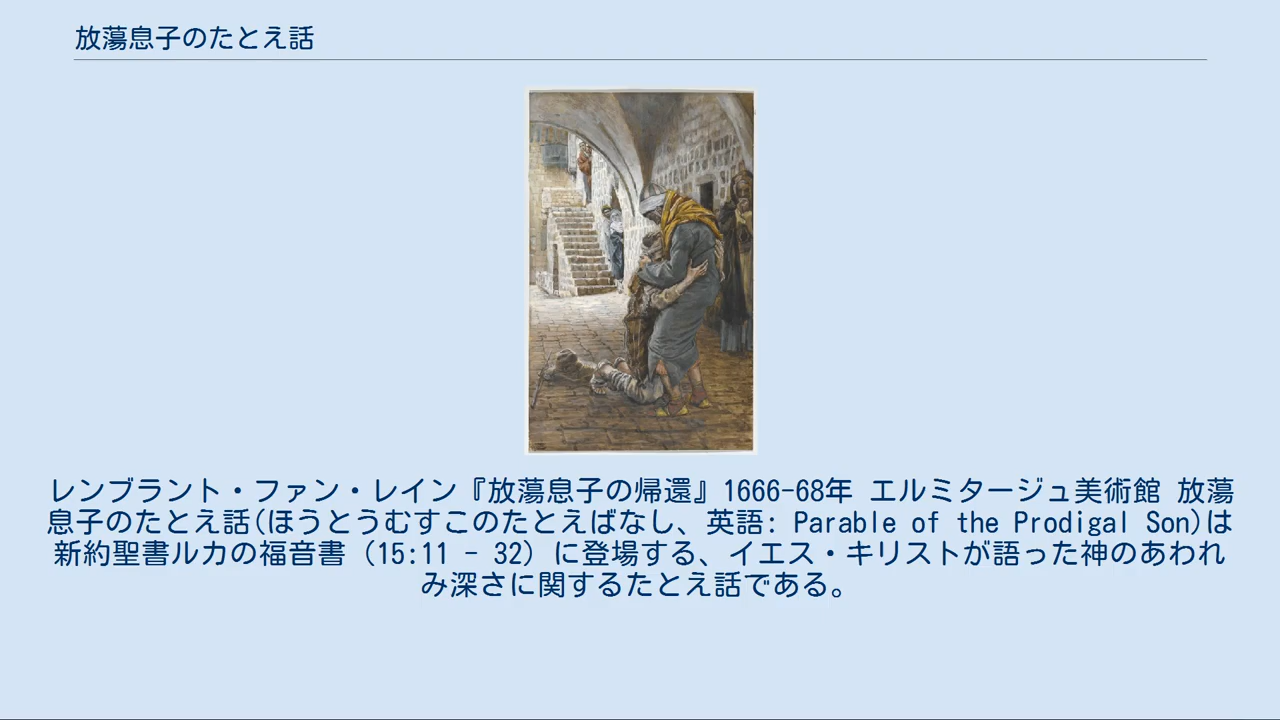 放蕩息子のたとえ話
レンブラント・ファン・レイン『放蕩息子の帰還』1666-68年 エルミタージュ美術館 放蕩
息子のたとえ話(ほうとうむすこのたとえばなし、英語: Parable of the Prodigal Son)は
新約聖書ルカの福音書（15:11 - 32）に登場する、イエス・キリストが語った神のあわれ
み深さに関するたとえ話である。